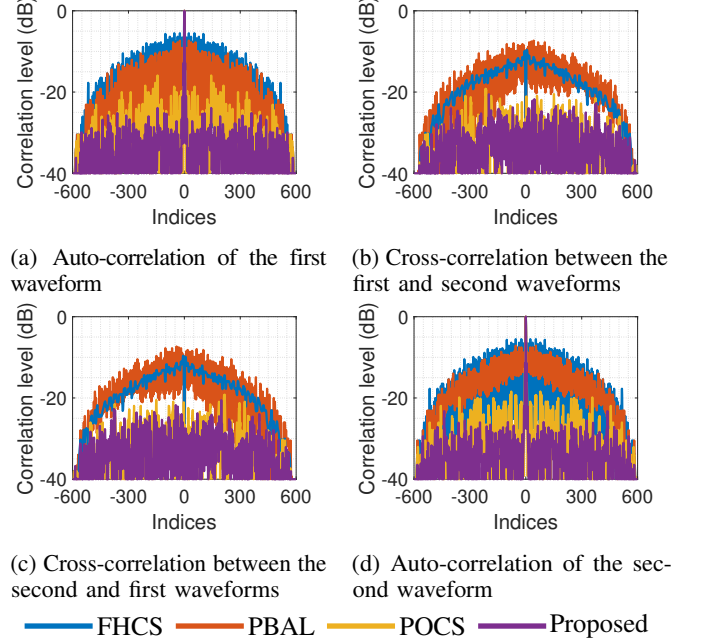 0
-20
-40
Correlation level (dB)
-600 -300 0 300 600
Indices
0
-20
-40
Correlation level (dB)
-600 -300 0 300 600
Indices
(a) Auto-correlation of the first
waveform
(b) Cross-correlation between the
first and second waveforms
0
-20
-40
Correlation level (dB)
-600 -300 0 300 600
Indices
0
-20
-40
Correlation level (dB)
-600 -300 0 300 600
Indices
(c) Cross-correlation between the
second and first waveforms
(d) Auto-correlation of the sec-
ond waveform
FHCS PBAL POCS Proposed